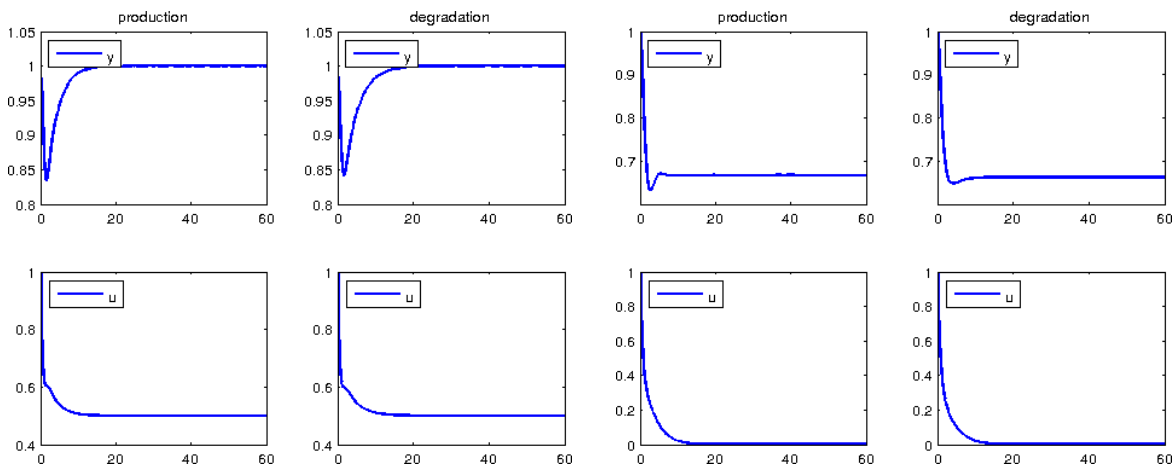 production degradation production degradation
1.05 1.05 1 1
y y y y
1 1 0.9 0.9
0.95 0.95
0.8 0.8
0.9 0.9
0.85 0.85 0.7 0.7
0.8 0.8
0 20 40 60 0 20 40 60 0 20 40 60 0 20 40 60
1 1 1 1
u u u u
0.8 0.8 0.8 0.8
0.6 0.6
0.6 0.6 0.4 0.4
0.2 0.2
0.4 0.4 0 0
0 20 40 60 0 20 40 60 0 20 40 60 0 20 40 60